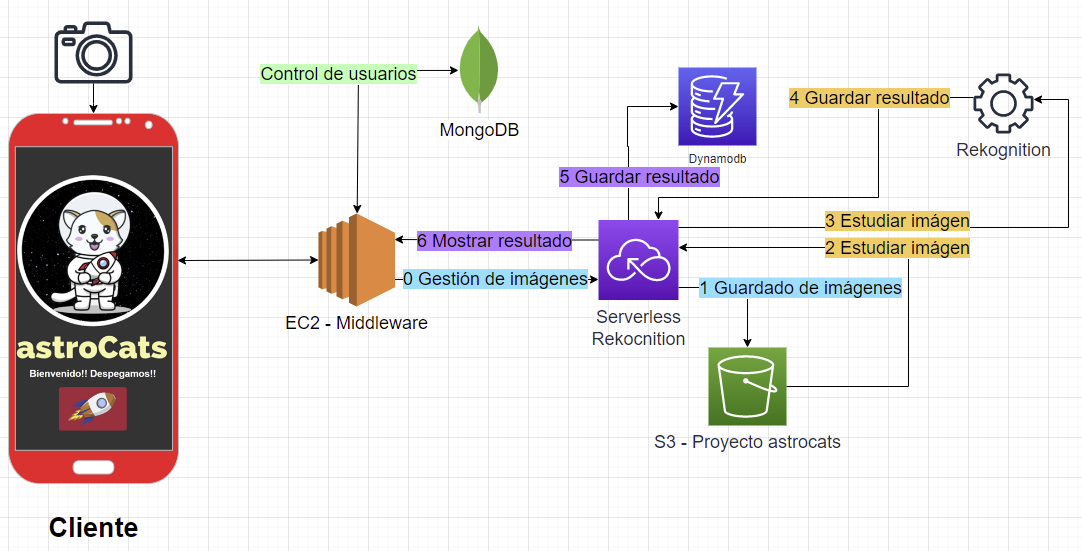 Control de usuarios
MongoDB
Dynamodb
4 Guardar resultado
Rekognition
5 Guardar resultado
3 Estudiar imágen
2 Estudiar imágen
6 Mostrar resultado
0 Gestión de imágenes
1 Guardado de imágenes
EC2 - Middleware
Serverless
Rekocnition
astroCats
Bienvenido!! Despegamos!!
S3 - Proyecto astrocats
Cliente